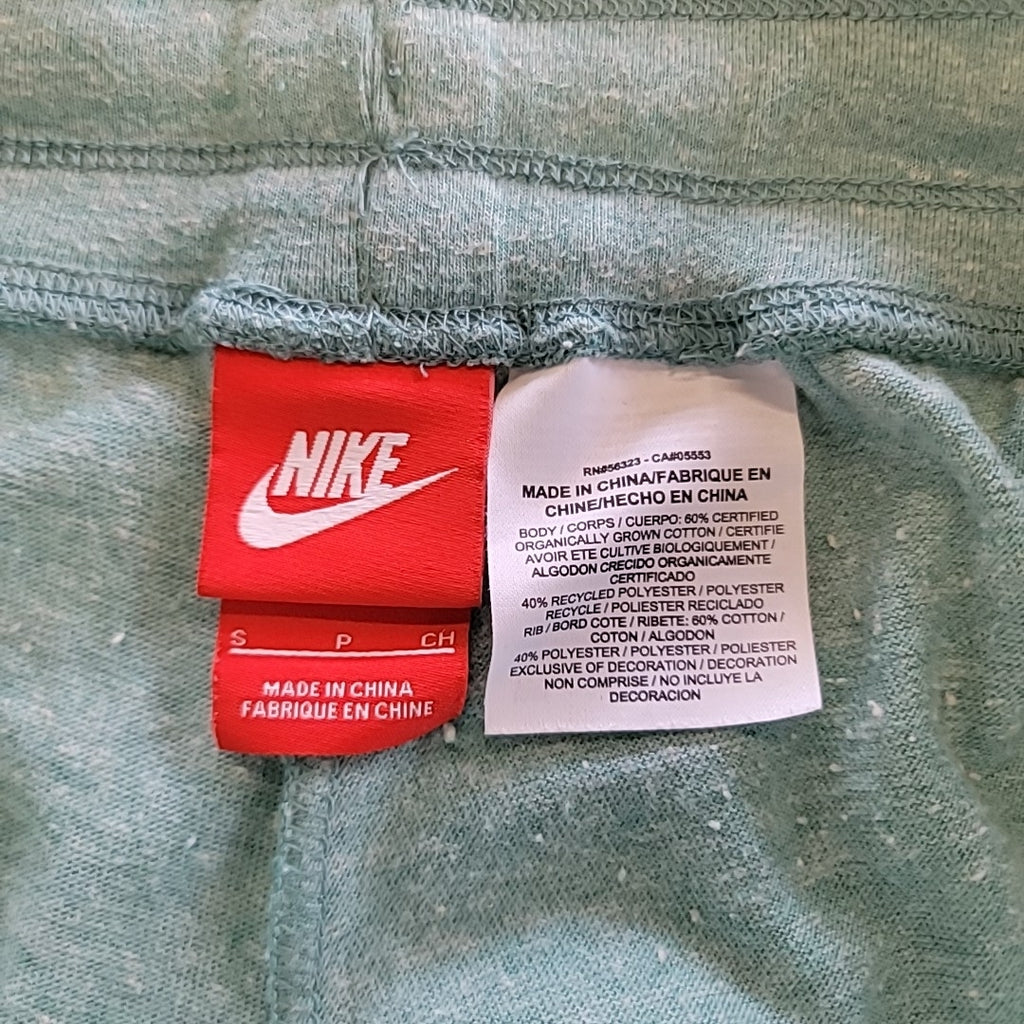 NIKE
S P CH
MADE IN CHINA
FABRIQUE EN CHINE
RN#56323 - CA#05553
MADE IN CHINA/FABRIQUE EN
CHINE/HECHO EN CHINA
BODY / CORPS / CUERPO: 60% CERTIFIED
ORGANICALLY GROWN COTTON / CERTIFIE
AVOIR ETE CULTIVE BIOLOGIQUEMENT /
ALGODON CRECIDO ORGANICAMENTE
CERTIFICADO
40% RECYCLED POLYESTER / POLYESTER
RECYCLE / POLIESTER RECICLADO
RIB / BORD COTE / RIBETE: 60% COTTON /
COTON / ALGODON
40% POLYESTER / POLYESTER / POLIESTER
EXCLUSIVE OF DECORATION / DECORATION
NON COMPRISE / NO INCLUYE LA
DECORACION